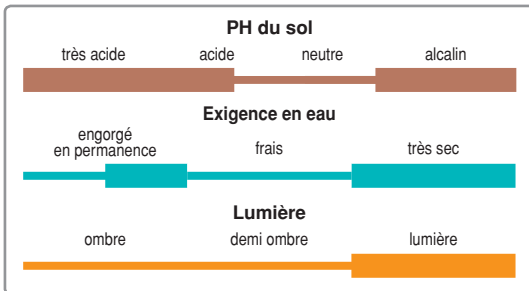 PH du sol
très acide acide neutre alcalin
Exigence en eau
engorgé
en permanence frais très sec
Lumière
ombre demi ombre lumière